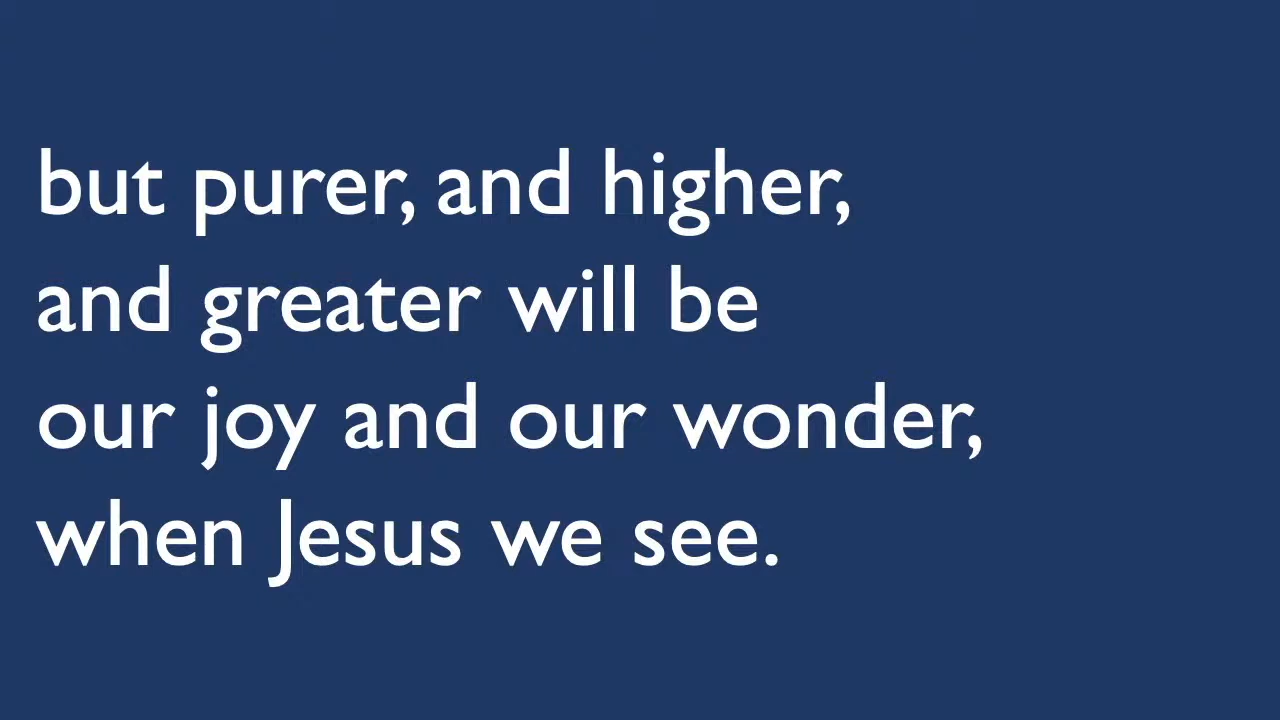 but purer, and higher,
and greater will be
our joy and our wonder,
when Jesus we see.